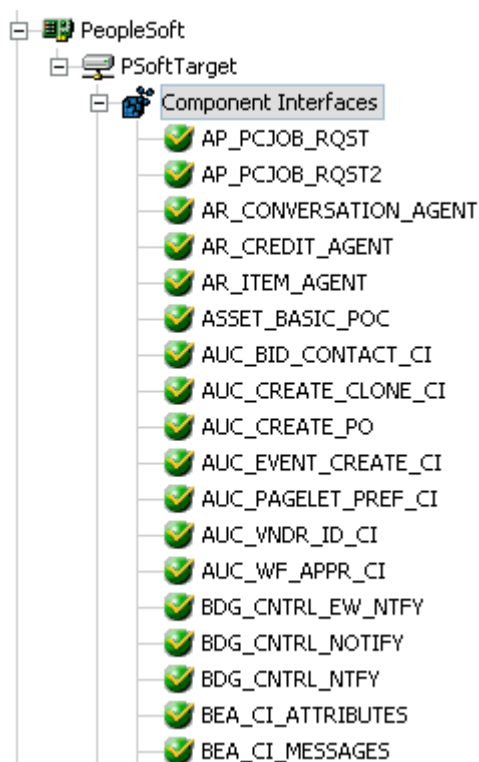 PeopleSoft
PSoftTarget
Component Interfaces
AP_PCJOB_RQST
AP_PCJOB_RQST2
AR_CONVERSATION_AGENT
AR_CREDIT_AGENT
AR_ITEM_AGENT
ASSET_BASIC_POC
AUC_BID_CONTACT_CI
AUC_CREATE_CLONE_CI
AUC_CREATE_PO
AUC_EVENT_CREATE_CI
AUC_PAGELET_PREF_CI
AUC_VNDR_ID_CI
AUC_WF_APPR_CI
BDG_CNTRL_EW_NTFY
BDG_CNTRL_NOTIFY
BDG_CNTRL_NTFY
BEA_CI_ATTRIBUTES
BEA_CI_MESSAGES